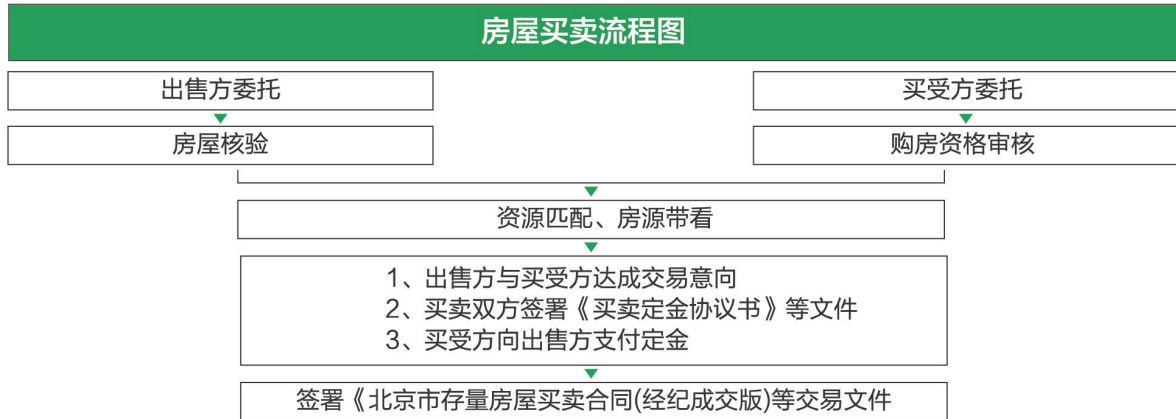 房屋买卖流程图
出售方委托
买受方委托
房屋核验
购房资格审核
资源匹配、房源带看
1、出售方与买受方达成交易意向
2、买卖双方签署《买卖定金协议书》等文件
3、买受方向出售方支付定金
签署《北京市存量房屋买卖合同(经纪成交版)等交易文件